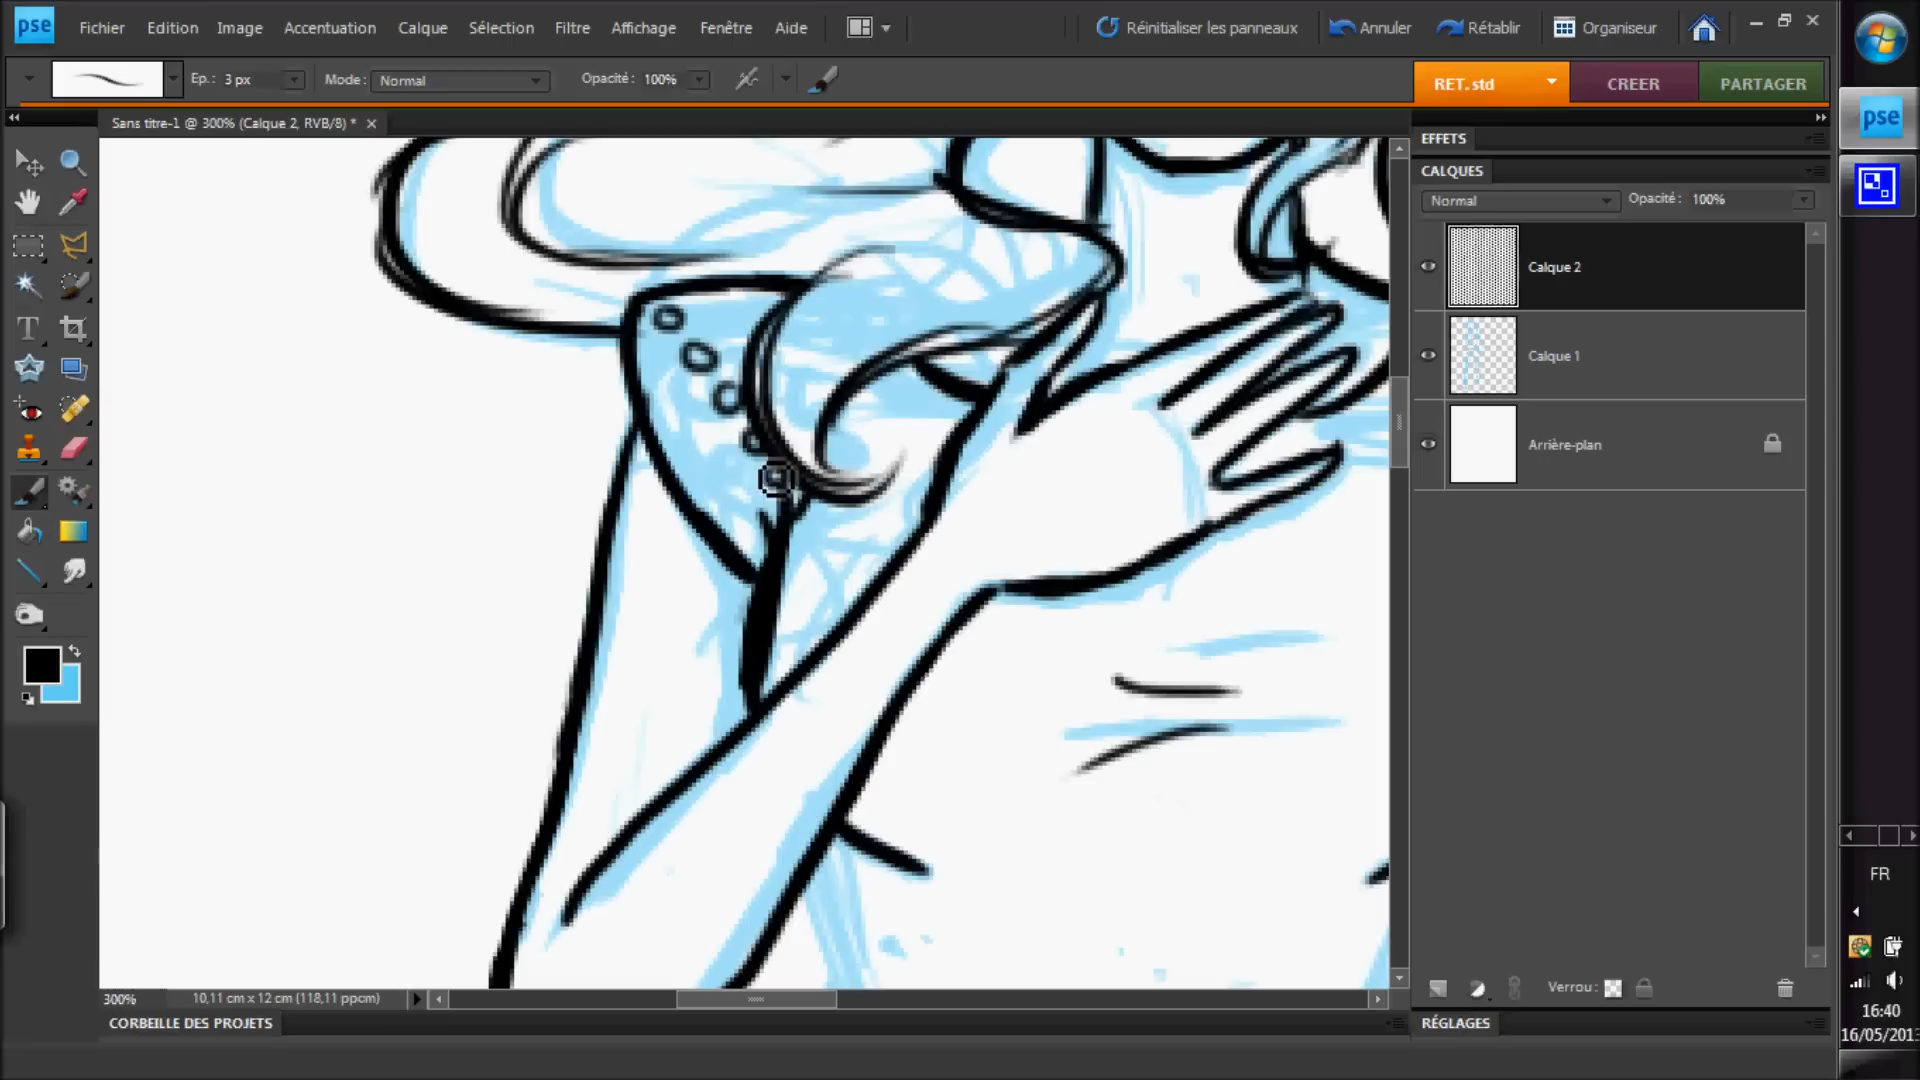 pse Fichier Edition Image Accentuation Calque Sélection Filtre Affichage Fenêtre Aide Réinitialiser les panneaux Annuler Rétablir Organiseur
Ep.: 3 px Mode: Normal Opacité: 100% RET. std CREER PARTAGER
Sans titre-1 @ 300% (Calque 2, RVB/8) *
pse
EFFETS
CALQUES
Normal Opacité: 100%
Calque 2
Calque 1
Arrière-plan
FR
Verrou:
300% 10,11 cm x 12 cm (118,11 ppcm)
16:40
CORBEILLE DES PROJETS RÉGLAGES
16/05/201